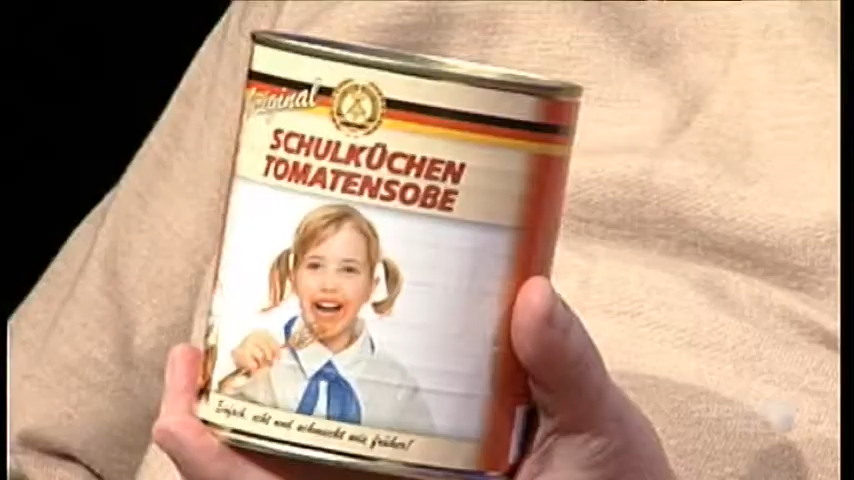 Original
SCHULKÜCHEN
TOMATENSOßE
Einfach, echt und schmeckt wie früher!